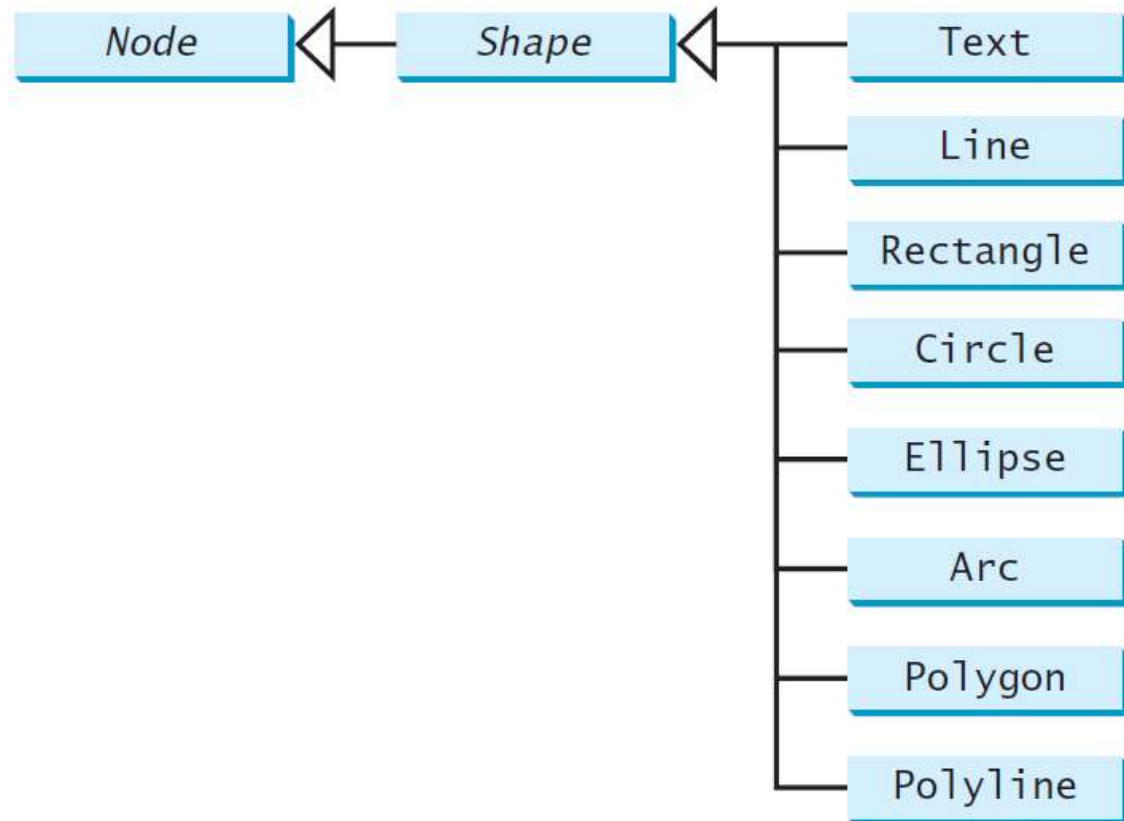 Node
Shape
Text
Line
Rectangle
Circle
Ellipse
Arc
Polygon
Polyline